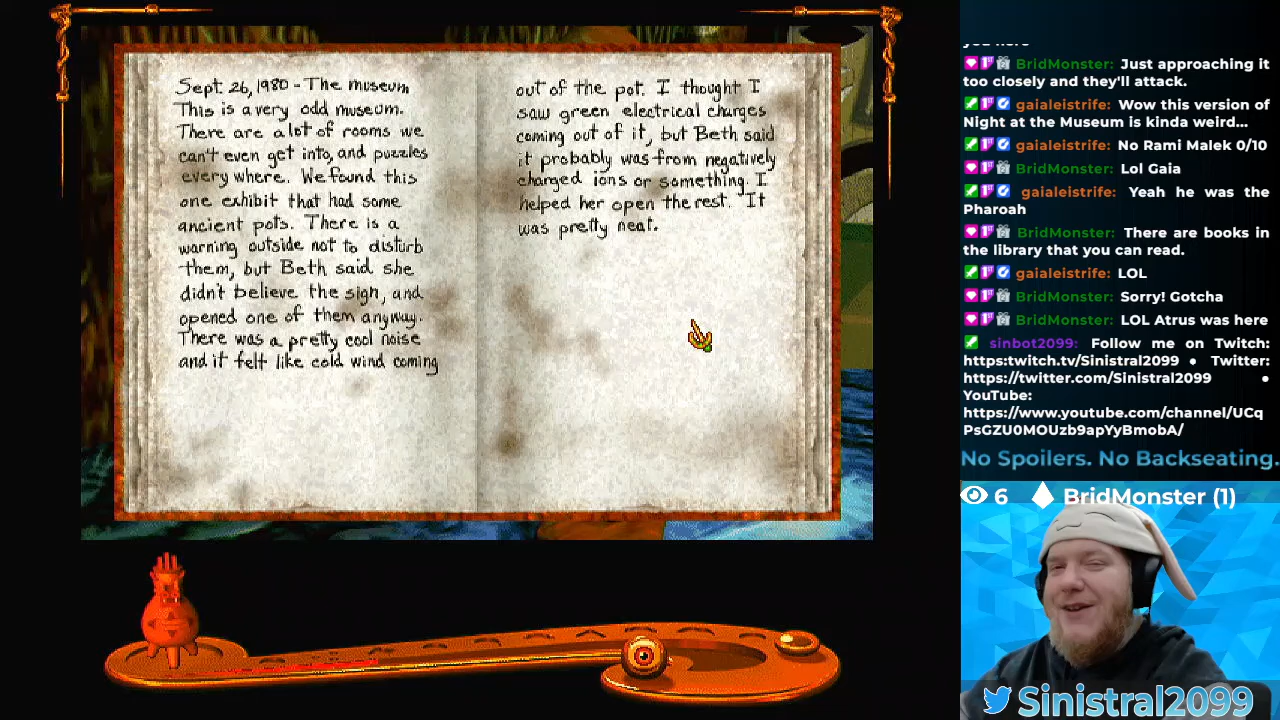 Sept. 26, 1980 - The museum
This is a very odd museum.
There are a lot of rooms we
can't even get into, and puzzles
every where. We found this
one exhibit that had some
ancient pots. There is a
warning outside not to disturb
them, but Beth said she
didn't believe the sign, and
opened one of them anyway.
There was a pretty cool noise
and it felt like cold wind coming
out of the pot. I thought I
saw green electrical charges
coming out of it, but Beth said
it probably was from negatively
charged ions or something. I
helped her open the rest. It
was pretty neat.
you here
BridMonster: Just approaching it
too closely and they'll attack.
gaialeistrife: Wow this version of
Night at the Museum is kinda weird...
gaialeistrife: No Rami Malek 0/10
BridMonster: Lol Gaia
gaialeistrife: Yeah he was the
Pharoah
BridMonster: There are books in
the library that you can read.
gaialeistrife: LOL
BridMonster: Sorry! Gotcha
BridMonster: LOL Atrus was here
sinbot2099: Follow me on Twitch:
https:twitch.tv/Sinistral2099 • Twitter:
https://twitter.com/Sinistral2099 •
YouTube:
https://www.youtube.com/channel/UCq
PsGZU0MOUzb9apYyBmobA/
No Spoilers. No Backseating.
6 BridMonster (1)
Sinistral2099